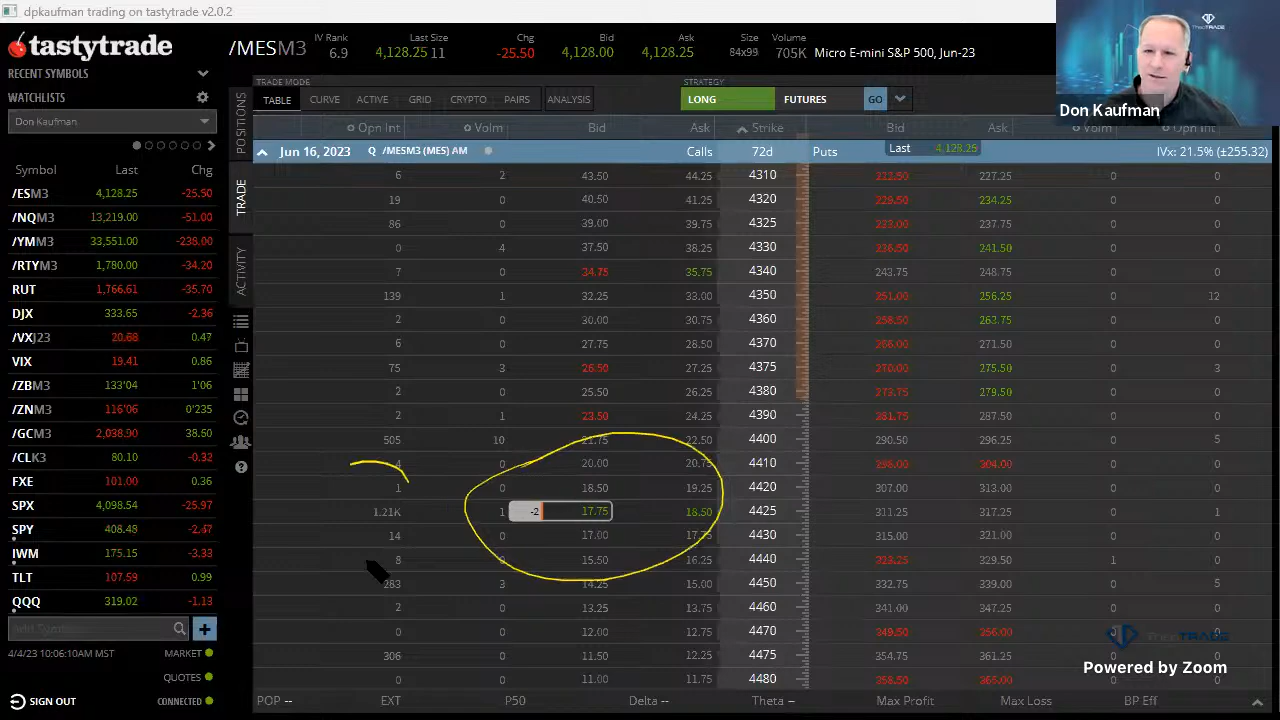 dpkaufman trading on tastytrade v2.0.2
tastytrade
/MESM3 IV Rank 6.9 Last Size 4,128.25 11 Chg -25.50 Bid 4,128.00 Ask 4,128.25 Size 84x99 Volume 705K Micro E-mini S&P 500, Jun-23
Don Kaufman
RECENT SYMBOLS
WATCHLISTS
Don Kaufman
Symbol Last Chg
/ESM3 4,128.25 -25.50
/NQM3 13,219.00 -51.00
/YMM3 33,551.00 -236.00
/RTYM3 1,780.00 -34.20
RUT 1,766.61 -35.70
DJX 333.65 -2.36
/VXJ23 20.68 0.47
VIX 19.41 0.86
/ZBM3 133'04 1'06
/ZNM3 116'06 0'235
/GCM3 2,038.90 38.50
/CLK3 80.10 -0.32
FXE 101.00 0.36
SPX 4,098.54 -25.97
SPY 408.48 -2.47
IWM 175.15 -3.33
TLT 107.59 0.99
QQQ 319.02 -1.13
Add Symbol
4/4/23 10:06:10AM MST MARKET
QUOTES
SIGN OUT CONNECTED
POSITIONS
TRADE
ACTIVITY
TRADE MODE STRATEGY
TABLE CURVE ACTIVE GRID CRYPTO PAIRS ANALYSIS LONG FUTURES GO
Opn Int Volm Bid Ask Strike Bid Ask Volm Opn Int
Last 4,128.25
Jun 16, 2023 Q /MESM3 (MES) AM Calls 72d Puts IVx: 21.5% (±255.32)
6 2 43.50 44.25 4310 222.50 227.25 0 0
19 0 40.50 41.25 4320 229.50 234.25 0 0
86 0 39.00 39.75 4325 233.00 237.75 0 0
0 4 37.50 38.25 4330 236.50 241.50 0 0
7 0 34.75 35.75 4340 243.75 248.75 0 0
139 1 32.25 33.00 4350 251.00 256.25 0 12
2 0 30.00 30.75 4360 258.50 263.75 0 0
6 0 27.75 28.50 4370 266.00 271.50 0 0
75 3 26.50 27.25 4375 270.00 275.50 0 3
2 0 25.50 26.25 4380 273.75 279.50 0 0
2 1 23.50 24.25 4390 281.75 287.50 0 0
505 10 21.75 22.50 4400 290.50 296.25 0 5
4 0 20.00 20.75 4410 298.00 304.00 0 0
1 0 18.50 19.25 4420 307.00 313.00 0 0
1.21K 1 -2 17.75 18.50 4425 311.25 317.25 0 1
14 0 17.00 17.75 4430 315.00 321.00 0 0
8 0 15.50 16.25 4440 323.25 329.50 1 0
283 3 14.25 15.00 4450 332.75 339.00 0 5
2 0 13.25 13.75 4460 341.00 347.25 0 0
0 0 12.00 12.75 4470 349.50 356.00 0 0
306 0 11.50 12.25 4475 354.75 361.25 0 0
0 0 11.00 11.75 4480 358.50 365.00 0 0
Powered by Zoom
POP -- EXT P50 Delta -- Theta -- Max Profit Max Loss BP Eff